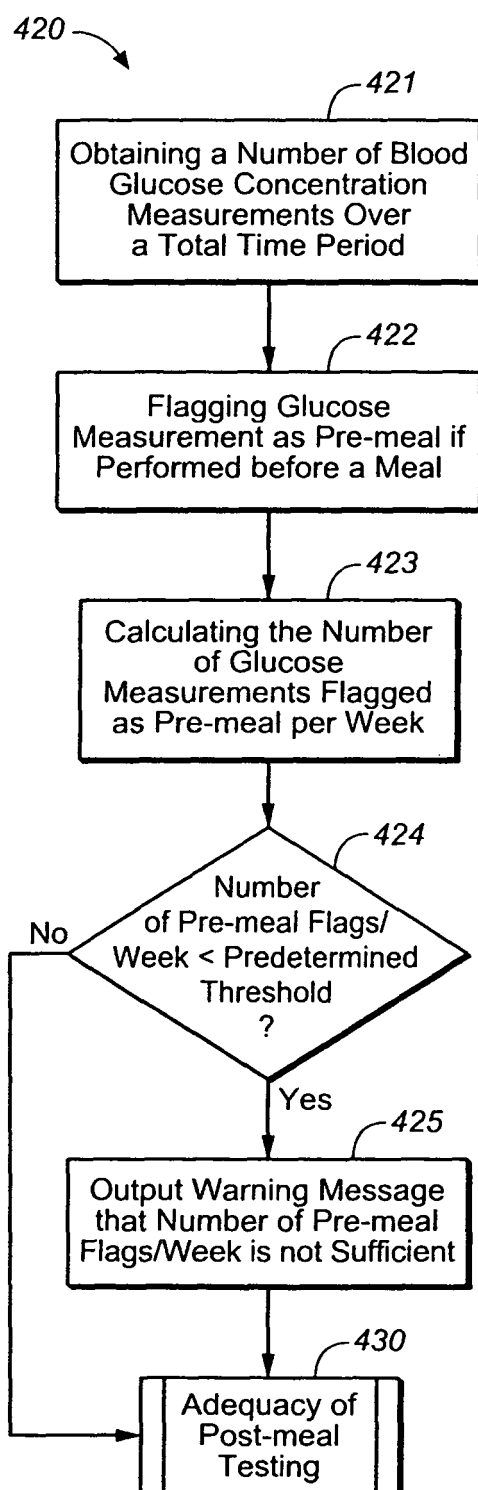 420
421
Obtaining a Number of Blood
Glucose Concentration
Measurements Over
a Total Time Period
422
Flagging Glucose
Measurement as Pre-meal if
Performed before a Meal
423
Calculating the Number
of Glucose
Measurements Flagged
as Pre-meal per Week
424
Number
of Pre-meal Flags/
Week < Predetermined
Threshold
?
No
Yes
425
Output Warning Message
that Number of Pre-meal
Flags/Week is not Sufficient
430
Adequacy of
Post-meal
Testing